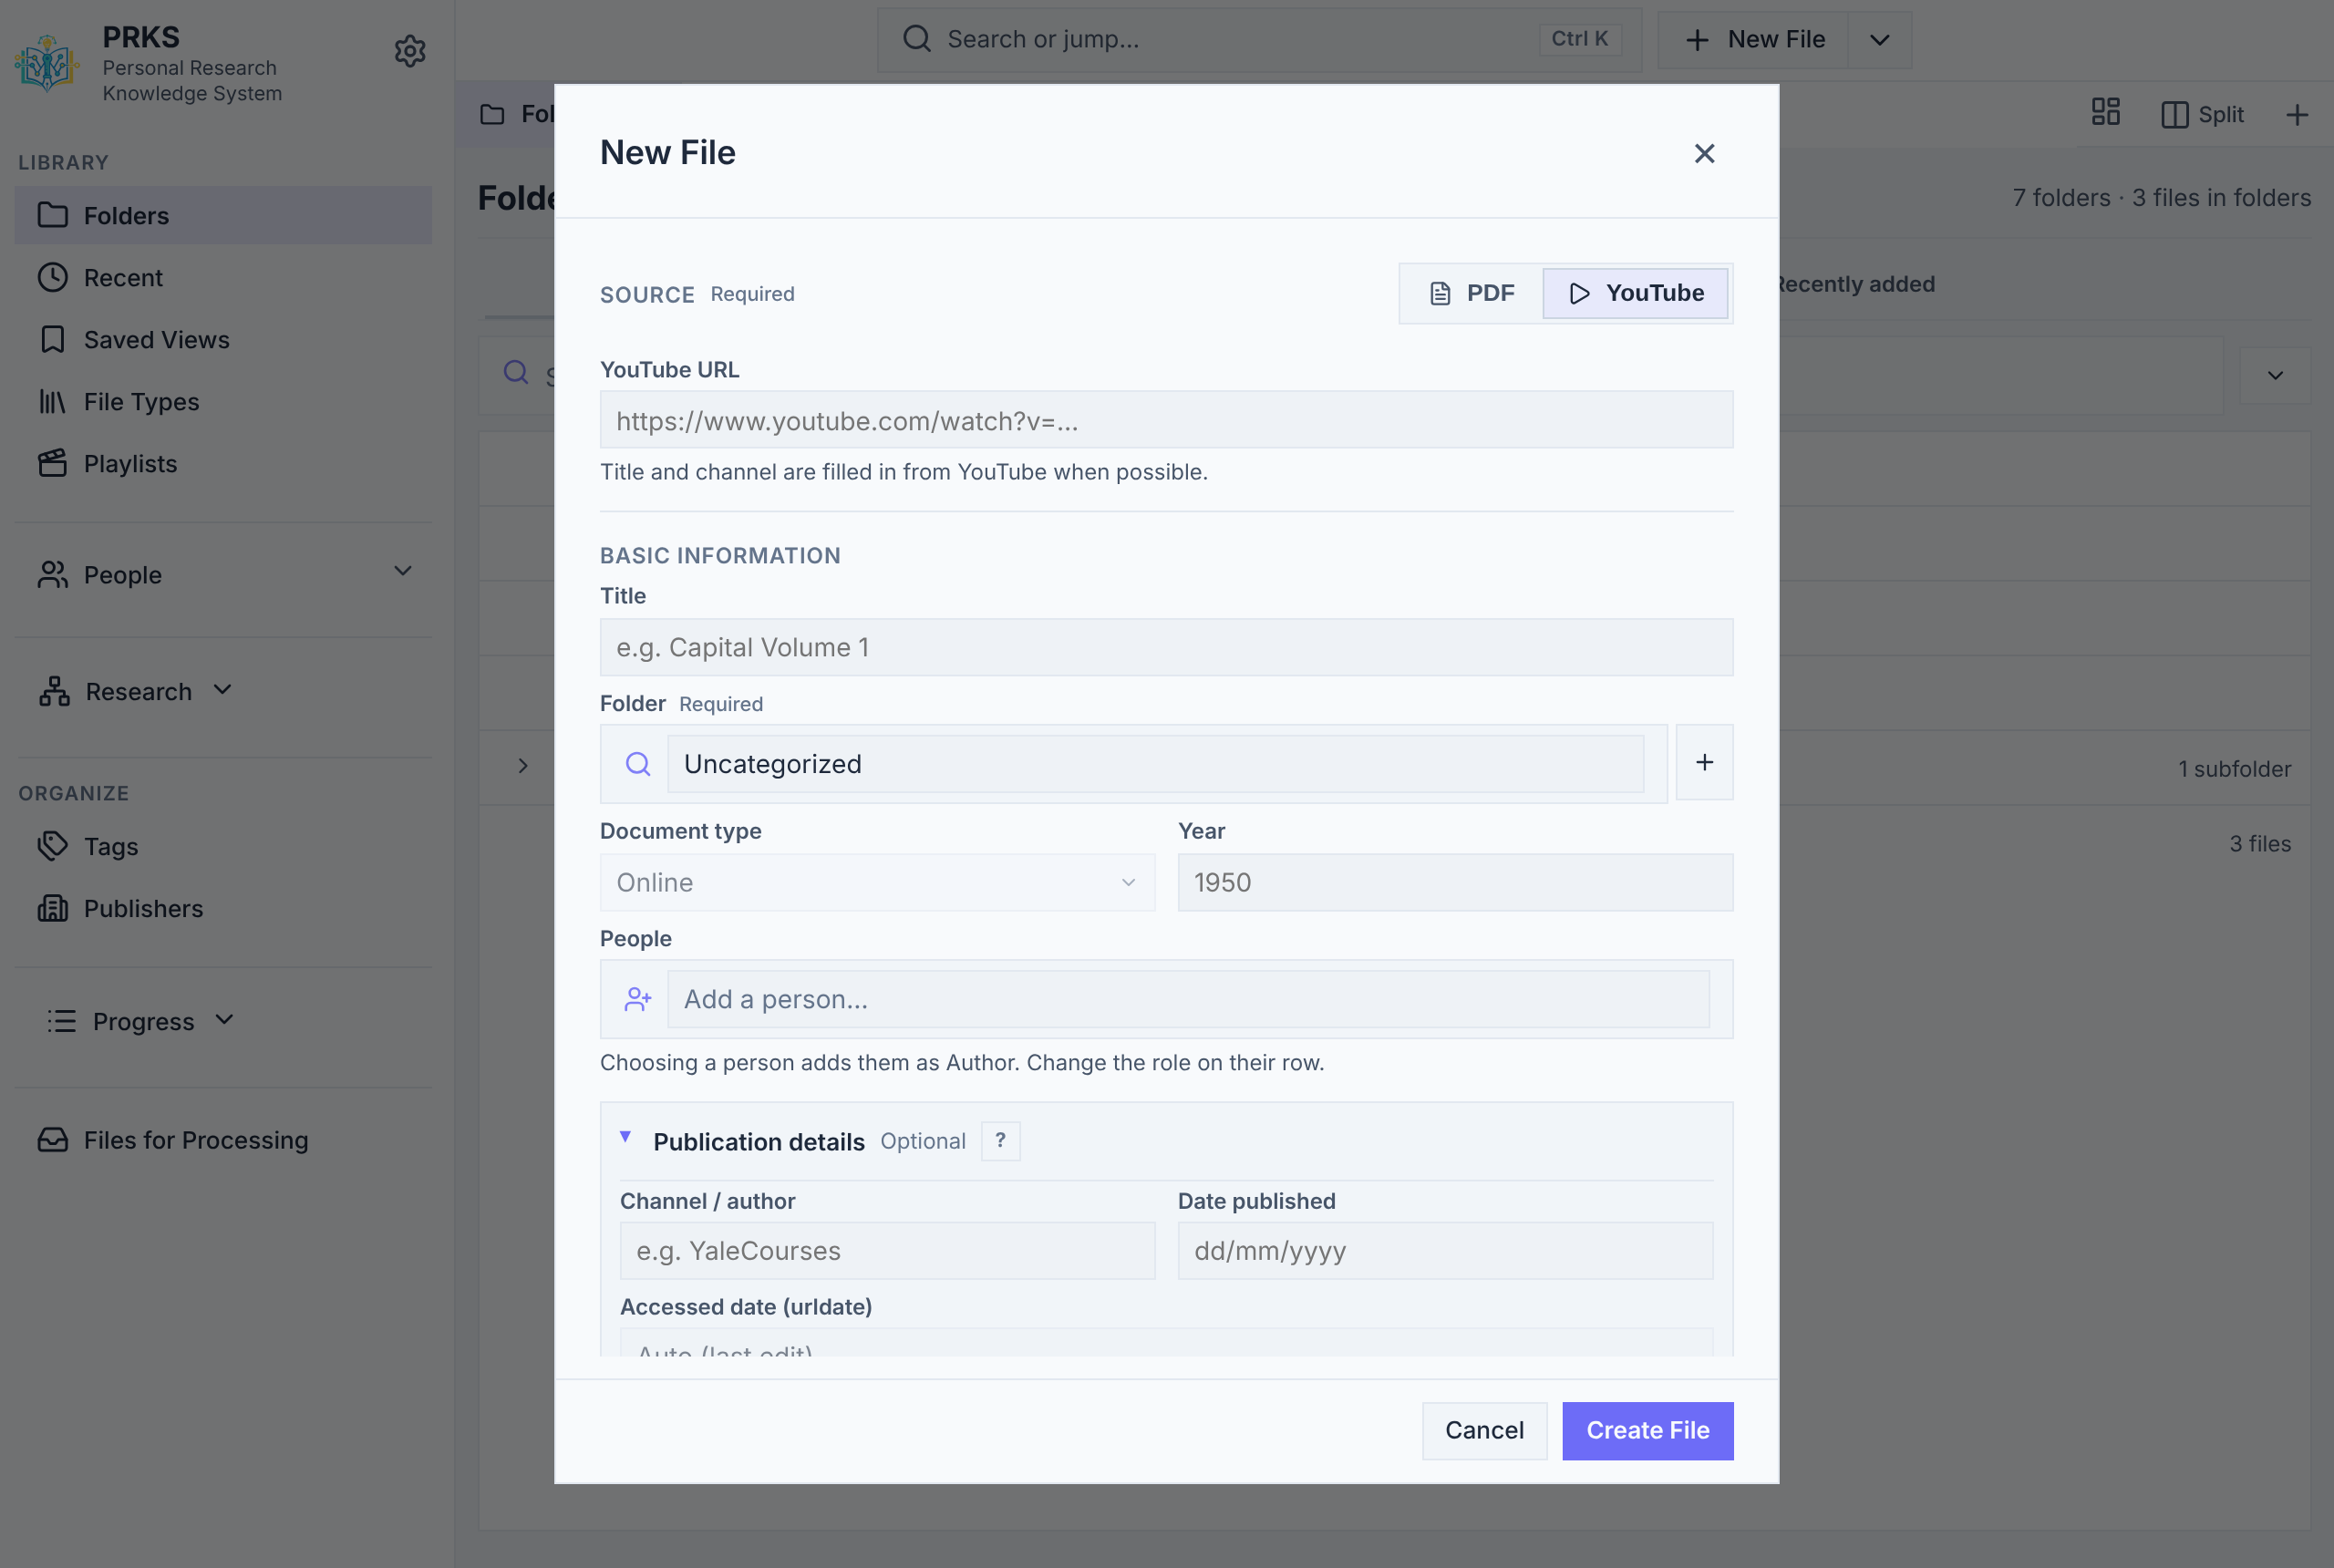 PRKS
Personal Research
Knowledge System
Search or jump...
Ctrl K
New File
LIBRARY
Folders
Recent
Saved Views
File Types
Playlists
People
Research
ORGANIZE
Tags
Publishers
Progress
Files for Processing
Split
7 folders · 3 files in folders
Recently added
1 subfolder
3 files
New File
SOURCE Required
PDF
YouTube
YouTube URL
https://www.youtube.com/watch?v=...
Title and channel are filled in from YouTube when possible.
BASIC INFORMATION
Title
e.g. Capital Volume 1
Folder Required
Uncategorized
Document type
Year
Online
1950
People
Add a person...
Choosing a person adds them as Author. Change the role on their row.
Publication details Optional ?
Channel / author
Date published
e.g. YaleCourses
dd/mm/yyyy
Accessed date (urldate)
Auto (last edit)
Cancel
Create File